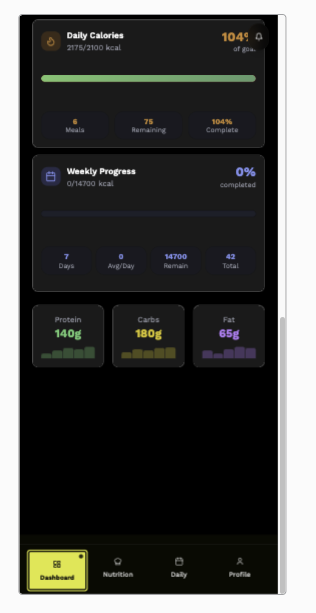 Daily Calories
104%
2175/2100 kcal
of goal
6
75
104%
Meals
Remaining
Complete
Weekly Progress
0%
0/14700 kcal
completed
7
0
14700
42
Days
Avg/Day
Remain
Total
Protein
Carbs
Fat
140g
180g
65g
Dashboard
Nutrition
Daily
Profile